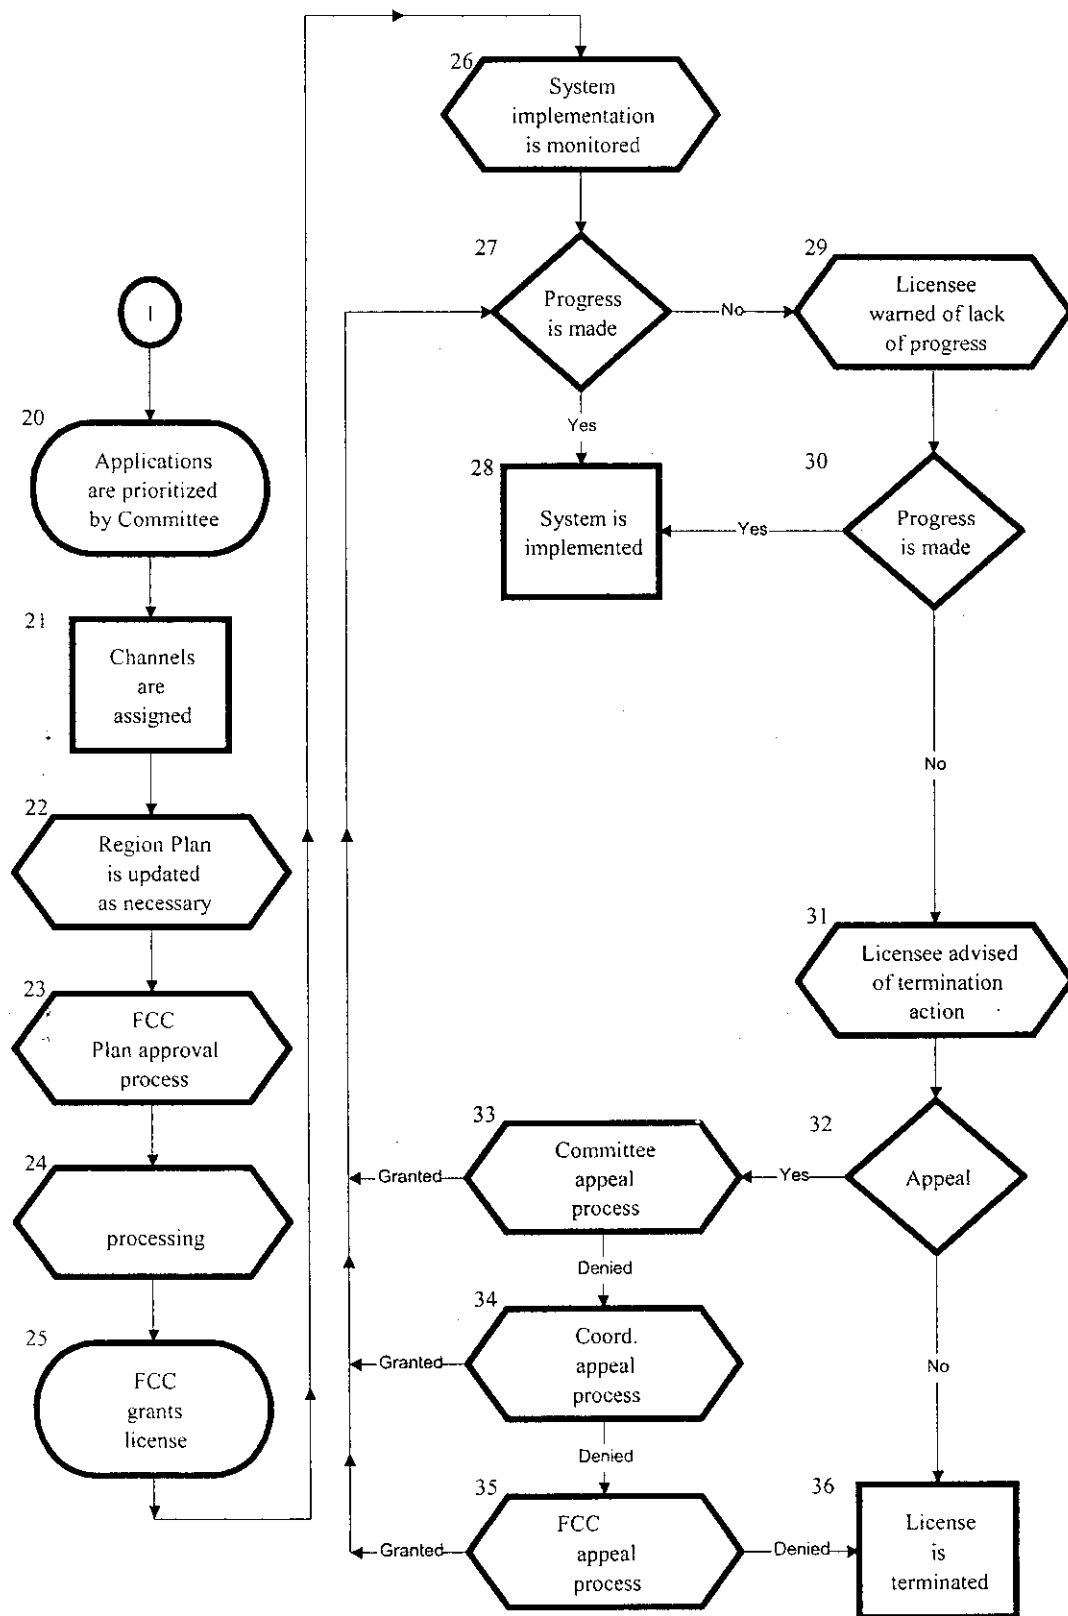 I
20
Applications
are prioritized
by Committee
21
Channels
are
assigned
22
Region Plan
is updated
as necessary
23
FCC
Plan approval
process
24
processing
25
FCC
grants
license
26
System
implementation
is monitored
27
Progress
is made
No
Yes
28
System is
implemented
29
Licensee
warned of lack
of progress
30
Progress
is made
Yes
No
31
Licensee advised
of termination
action
32
Appeal
Yes
No
33
Committee
appeal
process
Granted
Denied
34
Coord.
appeal
process
Granted
Denied
35
FCC
appeal
process
Granted
Denied
36
License
is
terminated